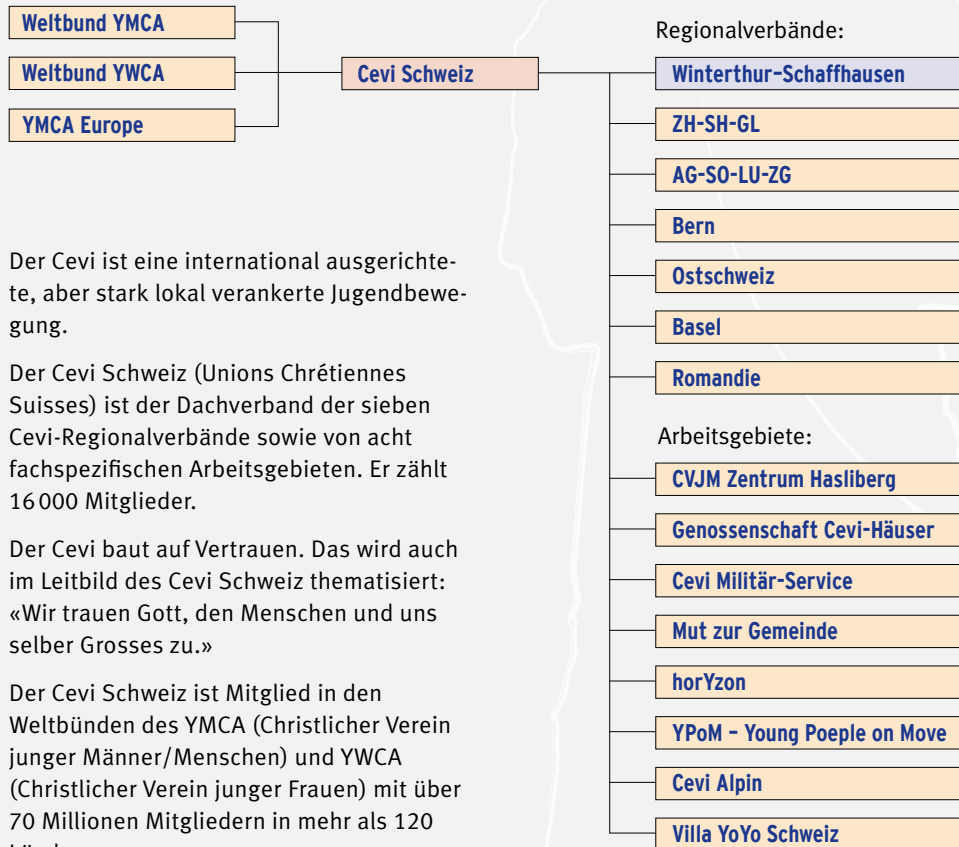 Weltbund YMCA
Weltbund YWCA
YMCA Europe
Cevi Schweiz
Regionalverbände:
Winterthur–Schaffhausen
ZH-SH-GL
AG-SO-LU-ZG
Bern
Ostschweiz
Basel
Romandie
Arbeitsgebiete:
CVJM Zentrum Hasliberg
Genossenschaft Cevi-Häuser
Cevi Militär-Service
Mut zur Gemeinde
horYzon
YPoM – Young Poeple on Move
Cevi Alpin
Villa YoYo Schweiz
Der Cevi ist eine international ausgerichte-
te, aber stark lokal verankerte Jugendbewe-
gung.
Der Cevi Schweiz (Unions Chrétiennes
Suisses) ist der Dachverband der sieben
Cevi-Regionalverbände sowie von acht
fachspezifischen Arbeitsgebieten. Er zählt
16 000 Mitglieder.
Der Cevi baut auf Vertrauen. Das wird auch
im Leitbild des Cevi Schweiz thematisiert:
«Wir trauen Gott, den Menschen und uns
selber Grosses zu.»
Der Cevi Schweiz ist Mitglied in den
Weltbünden des YMCA (Christlicher Verein
junger Männer/Menschen) und YWCA
(Christlicher Verein junger Frauen) mit über
70 Millionen Mitgliedern in mehr als 120